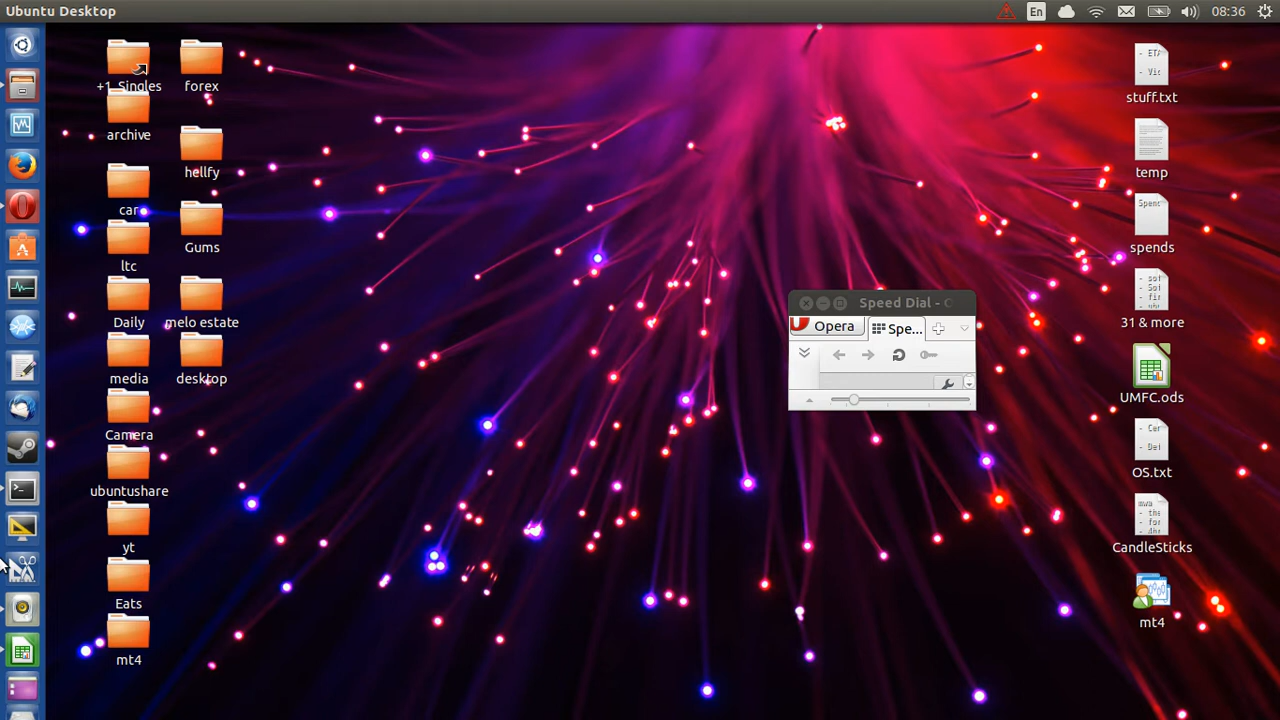 Ubuntu Desktop
En
08:36
+1_Singles
forex
archive
hellfy
car
Gums
ltc
Daily
melo estate
media
desktop
Camera
ubuntushare
yt
Eats
mt4
Speed Dial -
Opera
Spe...
stuff.txt
temp
spends
31 & more
UMFC.ods
OS.txt
CandleSticks
mt4